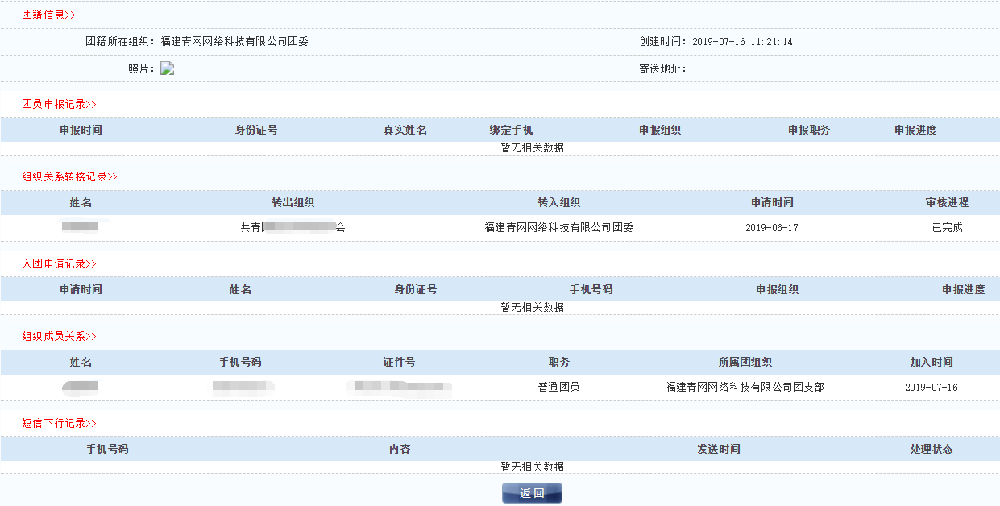 团籍信息>>
团籍所在组织： 福建青网网络科技有限公司团委 创建时间： 2019-07-16 11:21:14
照片： 寄送地址：
团员申报记录>>
申报时间 身份证号 真实姓名 绑定手机 申报组织 申报职务 申报进度
暂无相关数据
组织关系转接记录>>
姓名 转出组织 转入组织 申请时间 审核进程
共青 会 福建青网网络科技有限公司团委 2019-06-17 已完成
入团申请记录>>
申请时间 姓名 身份证号 手机号码 申报组织 申报进度
暂无相关数据
组织成员关系>>
姓名 手机号码 证件号 职务 所属团组织 加入时间
普通团员 福建青网网络科技有限公司团支部 2019-07-16
短信下行记录>>
手机号码 内容 发送时间 处理状态
暂无相关数据
返回